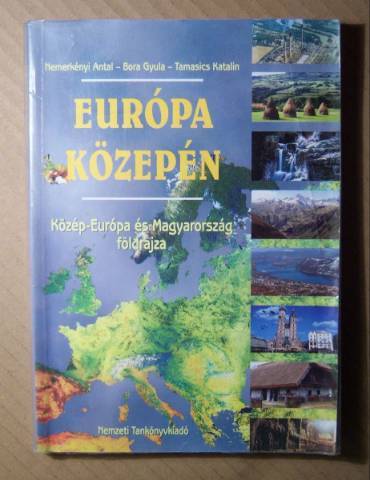 Nemerkényi Antal – Bora Gyula – Tamasics Katalin
EURÓPA
KÖZEPÉN
Közép-Európa és Magyarország
földrajza
Nemzeti Tankönyvkiadó